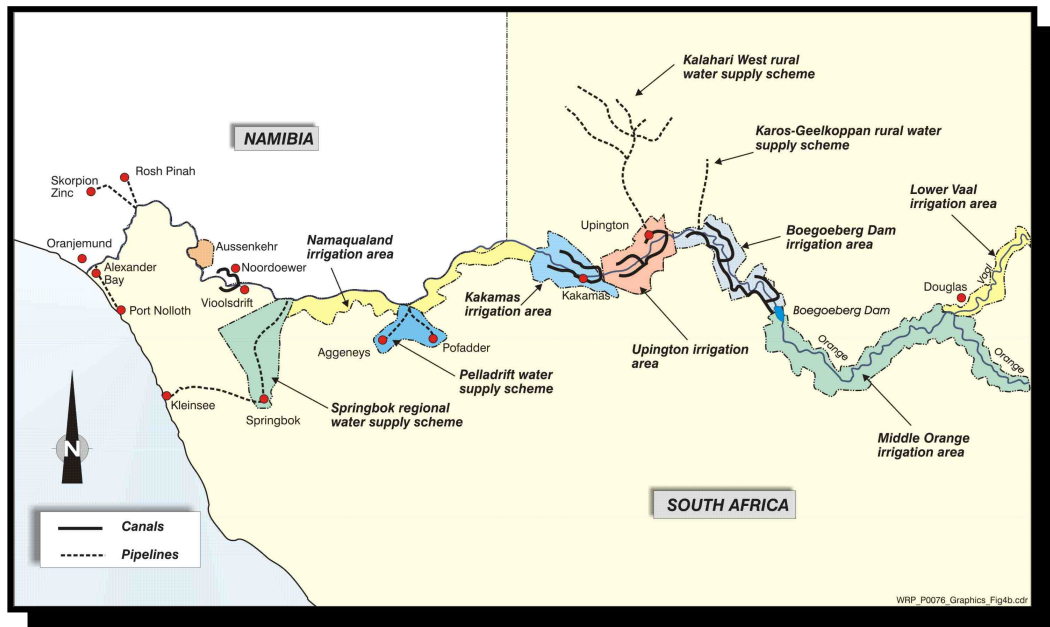 Kalahari West rural
water supply scheme
NAMIBIA
Karos-Geelkoppan rural water
supply scheme
Rosh Pinah
Skorpion
Zinc
Lower Vaal
irrigation area
Upington
Boegoeberg Dam
irrigation area
Oranjemund
Aussenkehr
Namaqualand
irrigation area
Noordoewer
Alexander
Bay
Vaal
Douglas
Vioolsdrift
Kakamas
irrigation area
Kakamas
Port Nolloth
Boegoeberg Dam
Orange
Orange
Aggeneys
Pofadder
Upington irrigation
area
Pelladrift water
supply scheme
Kleinsee
Springbok
Springbok regional
water supply scheme
Middle Orange
irrigation area
N
SOUTH AFRICA
Canals
Pipelines
WRP_P0076_Graphics_Fig4b.cdr